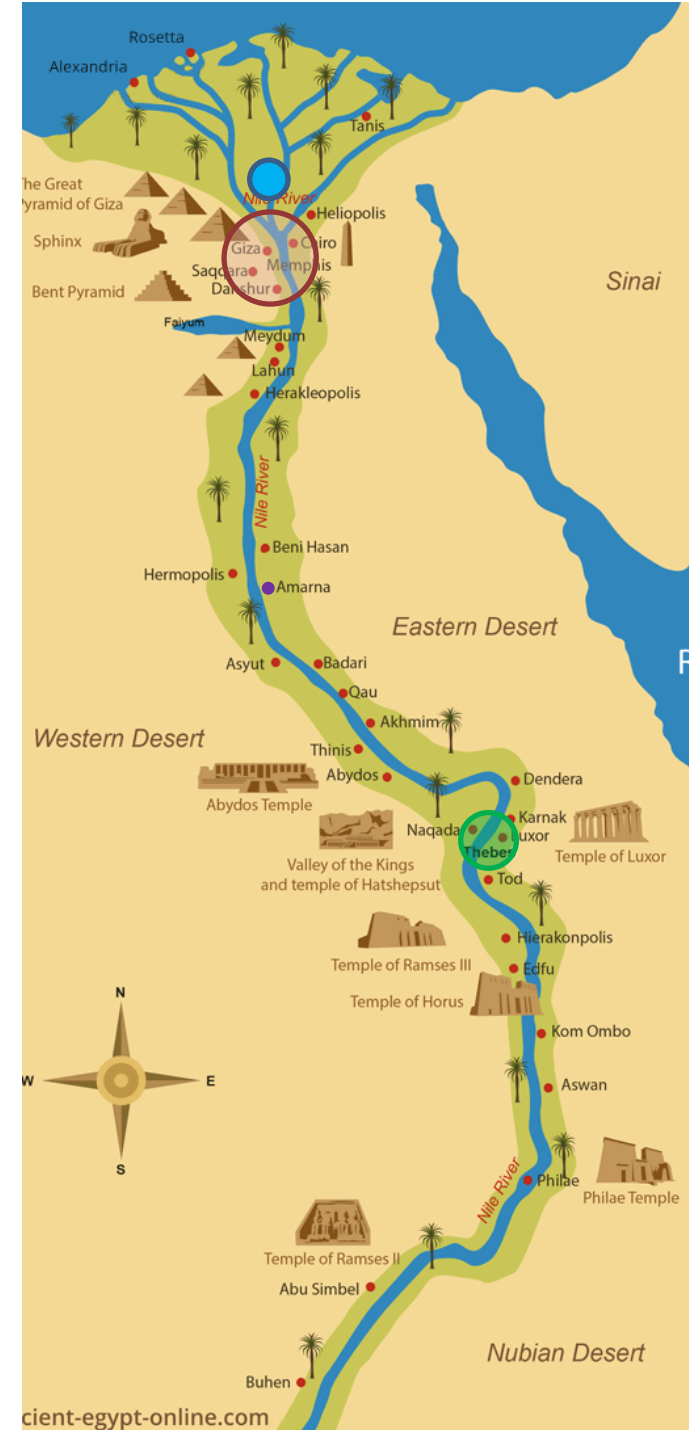 Rosetta
Alexandria
Tanis
The Great
Pyramid of Giza
Nile River
Heliopolis
Sphinx
Giza
Cairo
Saqqara
Memphis
Bent Pyramid
Dahshur
Sinai
Faiyum
Meydum
Lahun
Herakleopolis
Nile River
Beni Hasan
Hermopolis
Amarna
Eastern Desert
Asyut
Badari
R
Qau
Akhmim
Western Desert
Thinis
Abydos
Dendera
Abydos Temple
Karnak
Naqada
Luxor
Thebes
Temple of Luxor
Valley of the Kings
and temple of Hatshepsut
Tod
Hierakonpolis
Temple of Ramses III
Edfu
Temple of Horus
N
Kom Ombo
W
E
Aswan
S
Nile River
Philae
Philae Temple
Temple of Ramses II
Abu Simbel
Nubian Desert
Buhen
cient-egypt-online.com